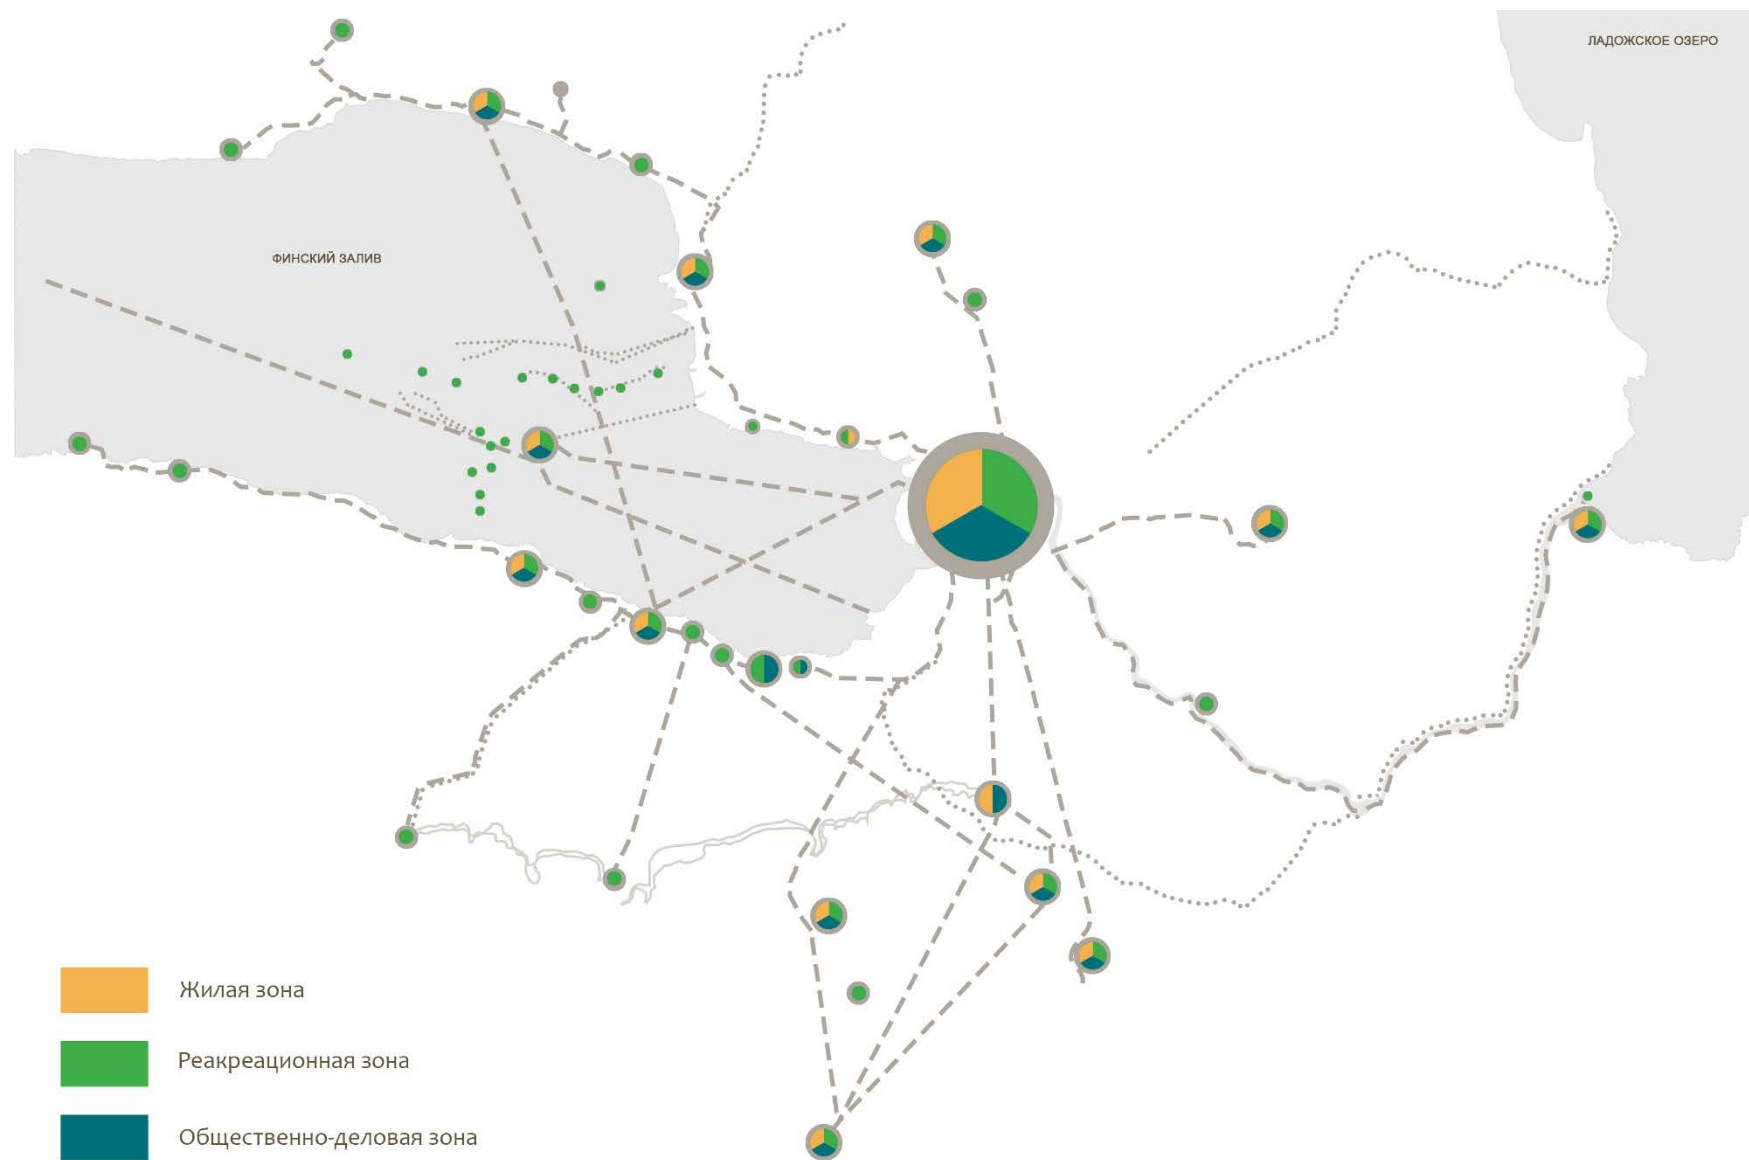 ЛАДОЖСКОЕ ОЗЕРО
ФИНСКИЙ ЗАЛИВ
Жилая зона
Реакреационная зона
Общественно-деловая зона